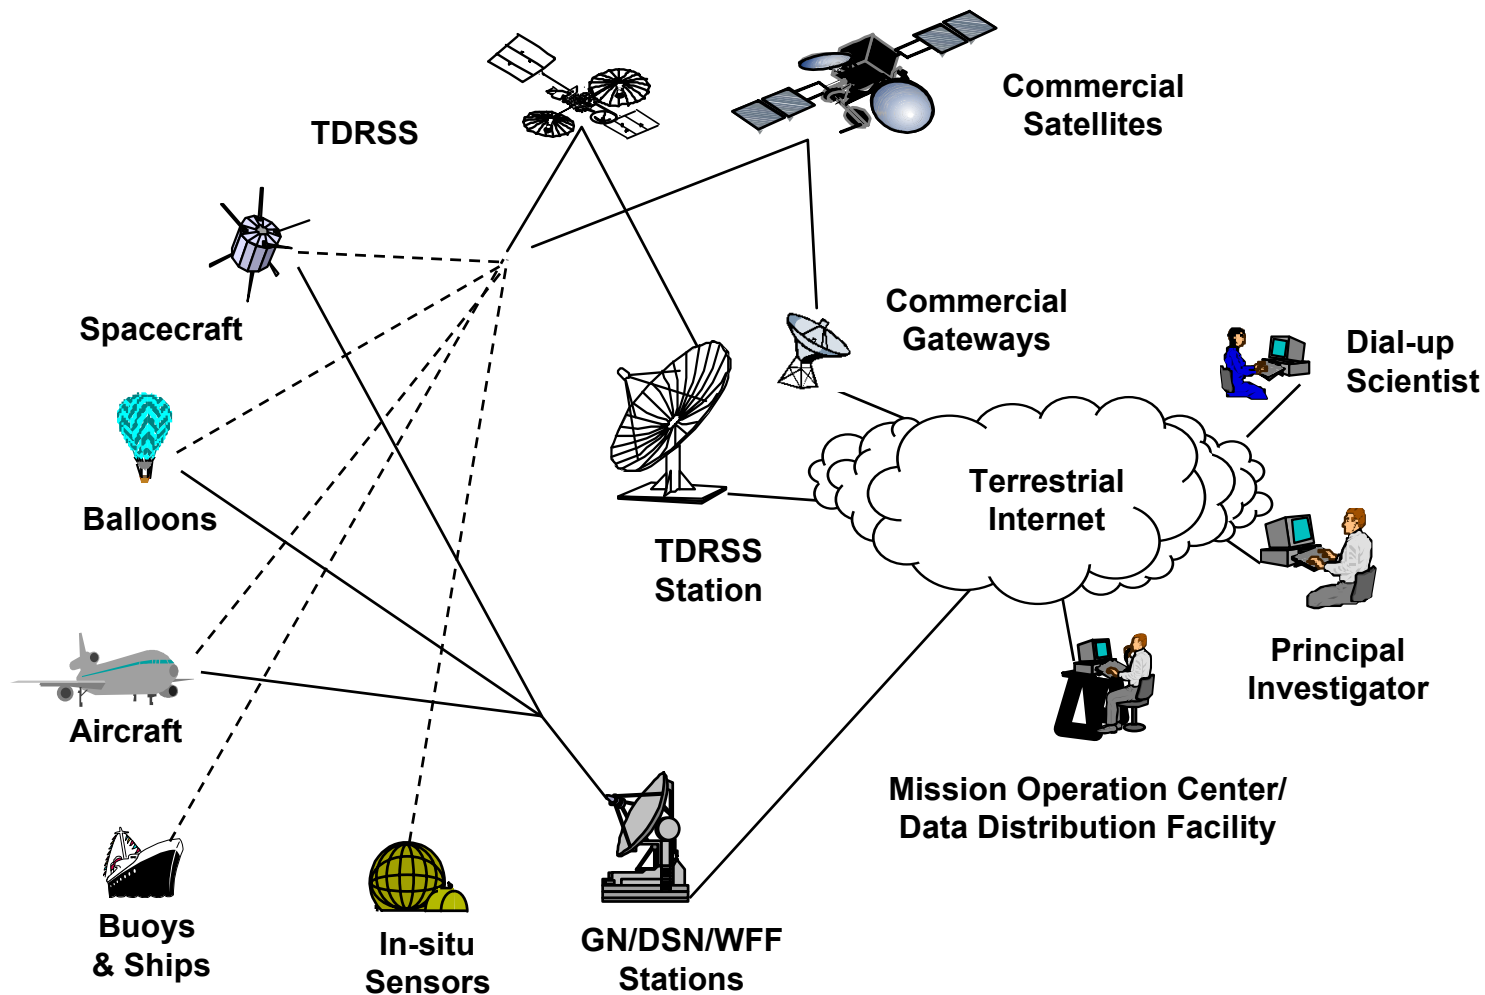 TDRSS
Commercial
Satellites
Spacecraft
Commercial
Gateways
Dial-up
Scientist
Balloons
Terrestrial
Internet
TDRSS
Station
Principal
Investigator
Aircraft
Mission Operation Center/
Data Distribution Facility
Buoys
& Ships
In-situ
Sensors
GN/DSN/WFF
Stations